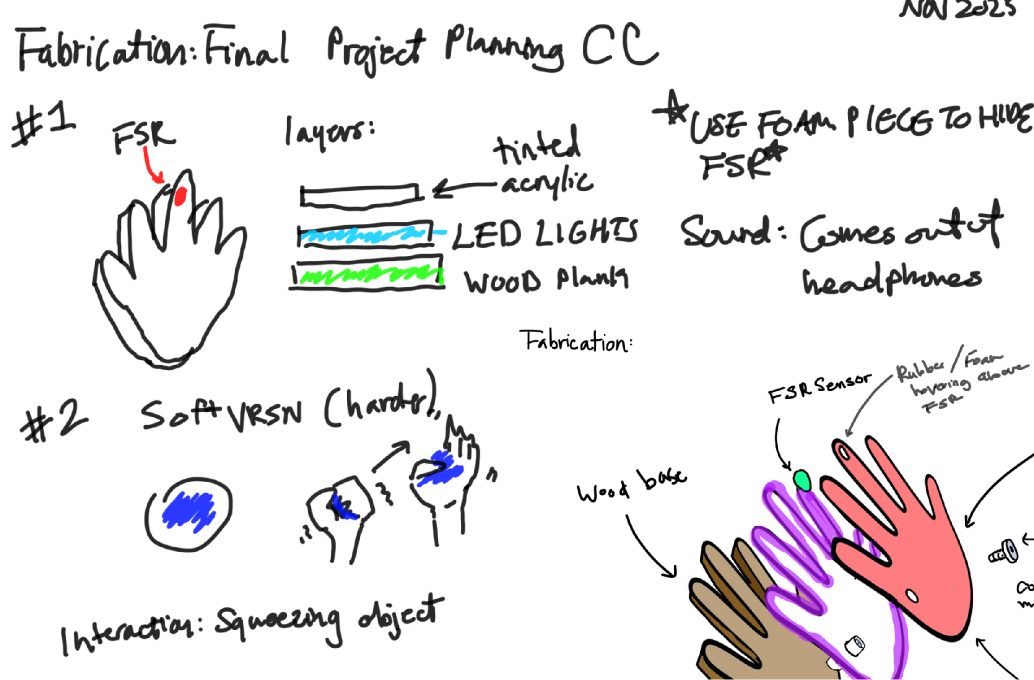 Nov 2023
Fabrication: Final Project Planning CC
#1
FSR
layers:
tinted
acrylic
LED LIGHTS
WOOD Plank
*USE FOAM PIECE TO HIDE
FSR*
Sound: Comes out of
headphones
#2 Soft VRSN (harder)
Interaction: Squeezing object
Fabrication:
FSR Sensor
Rubber / Foam
hovering above
FSR
Wood base